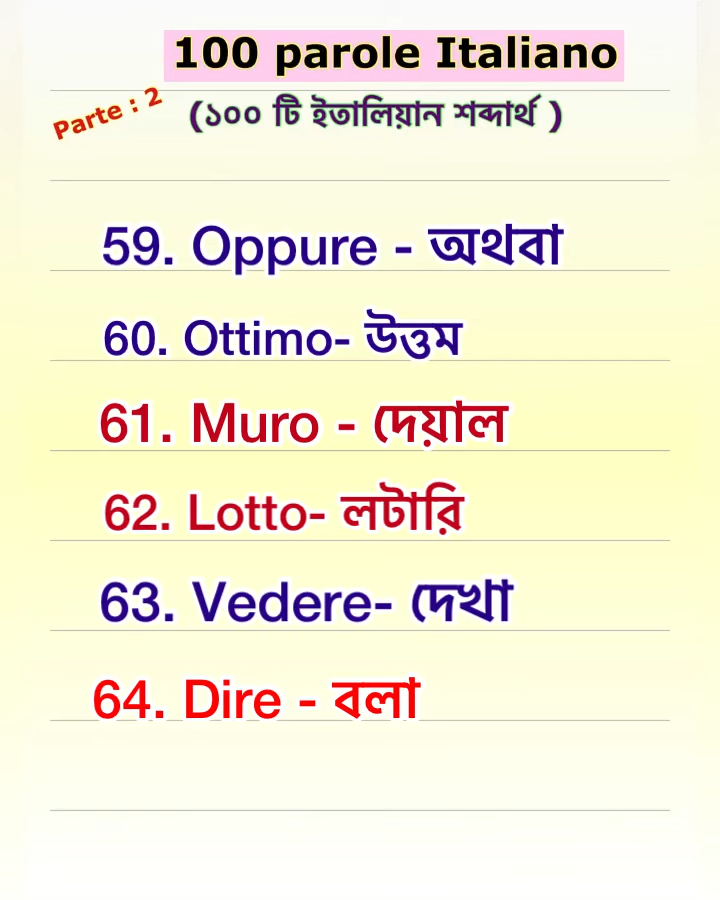 100 parole Italiano
Parte : 2
(১০০ টি ইতালিয়ান শব্দার্থ )
59. Oppure - অথবা
60. Ottimo- উত্তম
61. Muro - দেয়াল
62. Lotto- লটারি
63. Vedere- দেখা
64. Dire - বলা